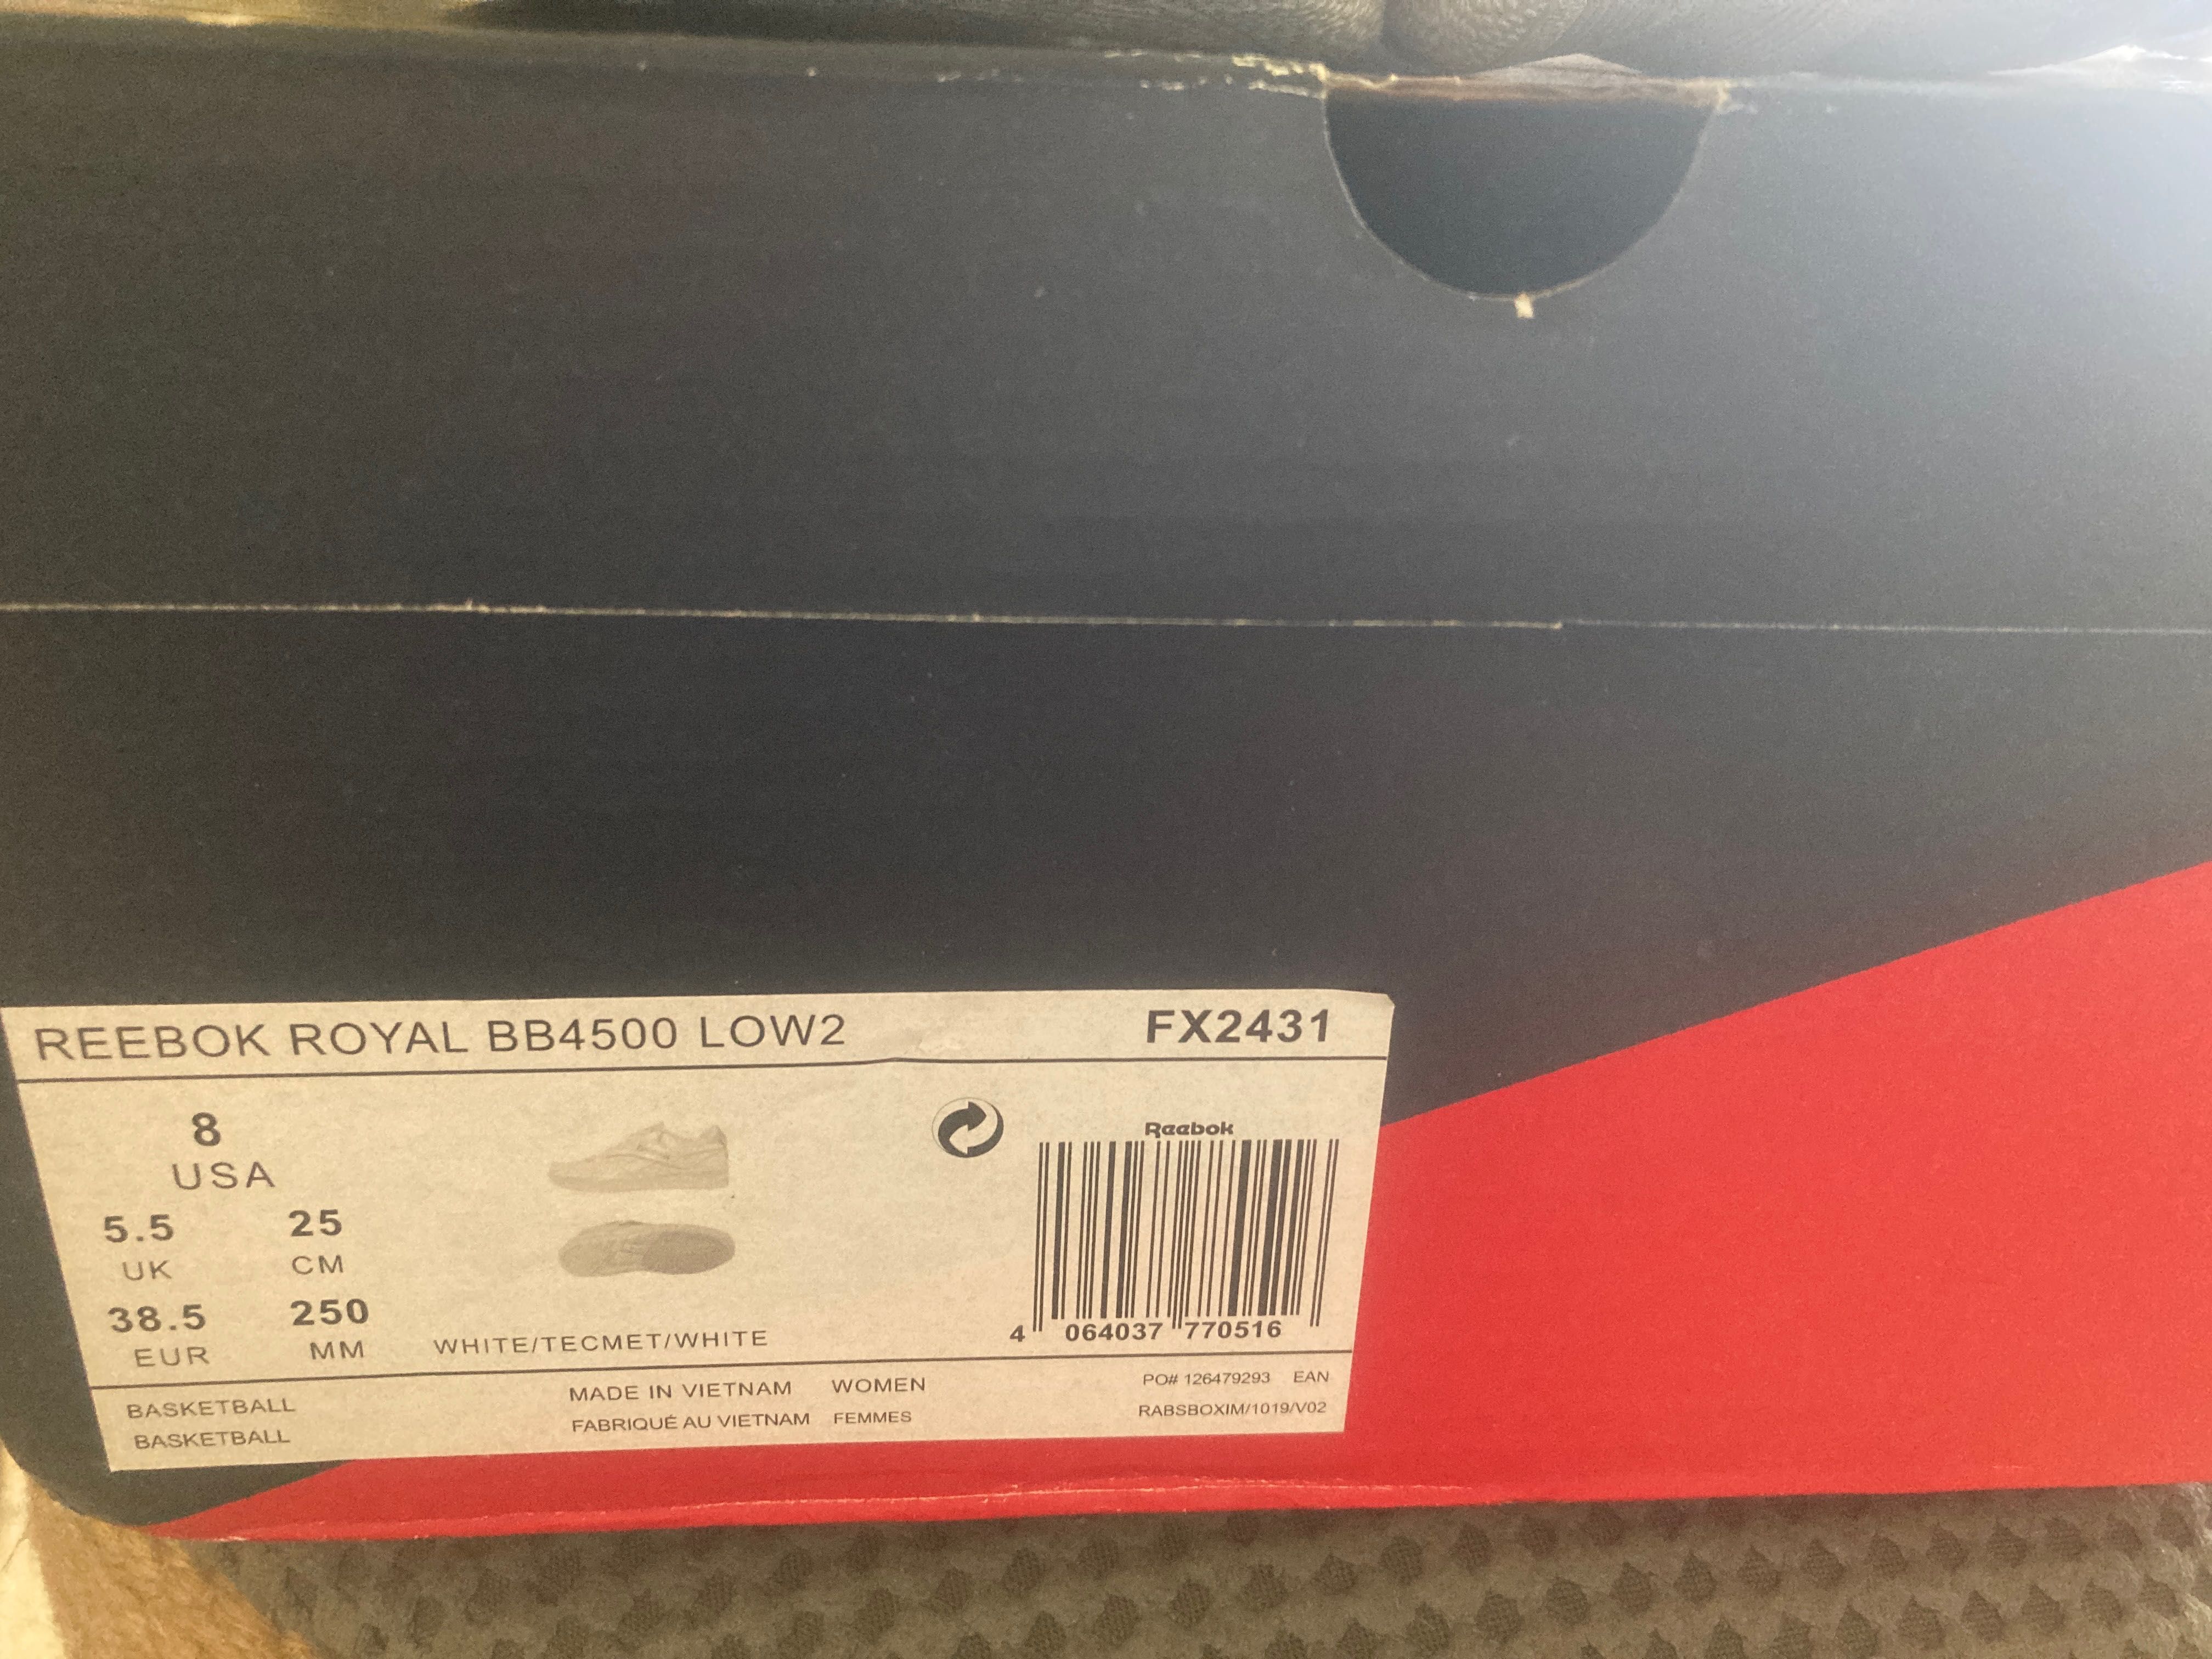 REEBOK ROYAL BB4500 LOW2 FX2431
8
USA
5.5 25
UK CM
38.5 250
EUR MM
WHITE/TECMET/WHITE
Reebok
4 064037 770516
BASKETBALL
BASKETBALL
MADE IN VIETNAM WOMEN
FABRIQUÉ AU VIETNAM FEMMES
PO# 126479293 EAN
RABSBOXIM/1019/V02